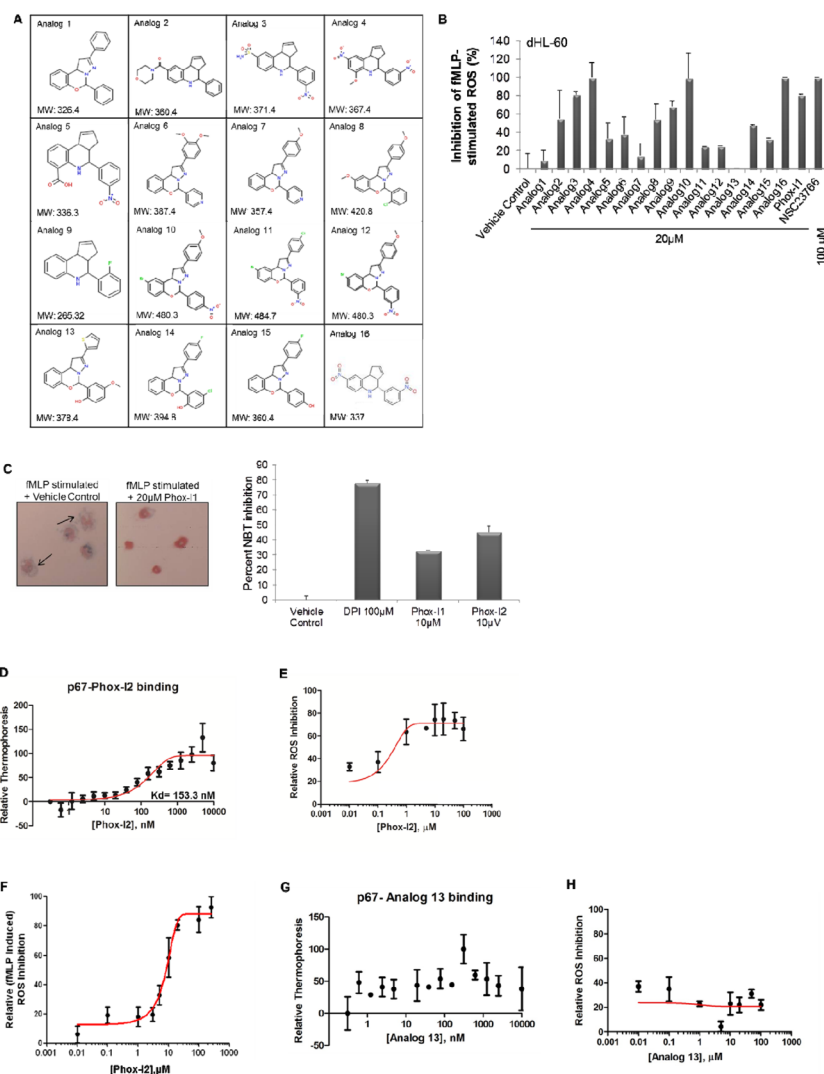 A
Analog 1
MW: 326.4
Analog 2
MW: 360.4
Analog 3
MW: 371.4
Analog 4
MW: 367.4
Analog 5
MW: 336.3
Analog 6
MW: 387.4
Analog 7
MW: 357.4
Analog 8
MW: 420.8
Analog 9
MW: 265.32
Analog 10
MW: 480.3
Analog 11
MW: 484.7
Analog 12
MW: 480.3
Analog 13
MW: 378.4
Analog 14
MW: 394.8
Analog 15
MW: 360.4
Analog 16
MW: 337
B
dHL-60
Inhibition of fMLP-
stimulated ROS (%)
140
120
100
80
60
40
20
0
Vehicle Control
Analog1
Analog2
Analog3
Analog4
Analog5
Analog6
Analog7
Analog8
Analog9
Analog10
Analog11
Analog12
Analog13
Analog14
Analog15
Analog16
Phox-I1
NSC23766
20µM
100 µM
C
fMLP stimulated
+ Vehicle Control
fMLP stimulated
+ 20µM Phox-I1
Percent NBT inhibition
90
80
70
60
50
40
30
20
10
0
Vehicle
Control
DPI 100µM
Phox-I1
10µM
Phox-I2
10µV
D
p67-Phox-I2 binding
Relative Thermophoresis
200
150
100
50
0
-50
10
100
1000
10000
Kd= 153.3 nM
[Phox-I2], nM
E
Relative ROS Inhibition
100
80
60
40
20
0
0.001 0.01 0.1 1 10 100 1000
[Phox-I2], µM
F
Relative (fMLP Induced)
ROS Inhibition
100
80
60
40
20
0
0.001 0.01 0.1 1 10 100 1000
[Phox-I2],µM
G
p67- Analog 13 binding
Relative Thermophoresis
150
100
50
0
-50
1 10 100 1000 10000
[Analog 13], nM
H
Relative ROS Inhibition
100
80
60
40
20
0
0.001 0.01 0.1 1 10 100 1000
[Analog 13], µM